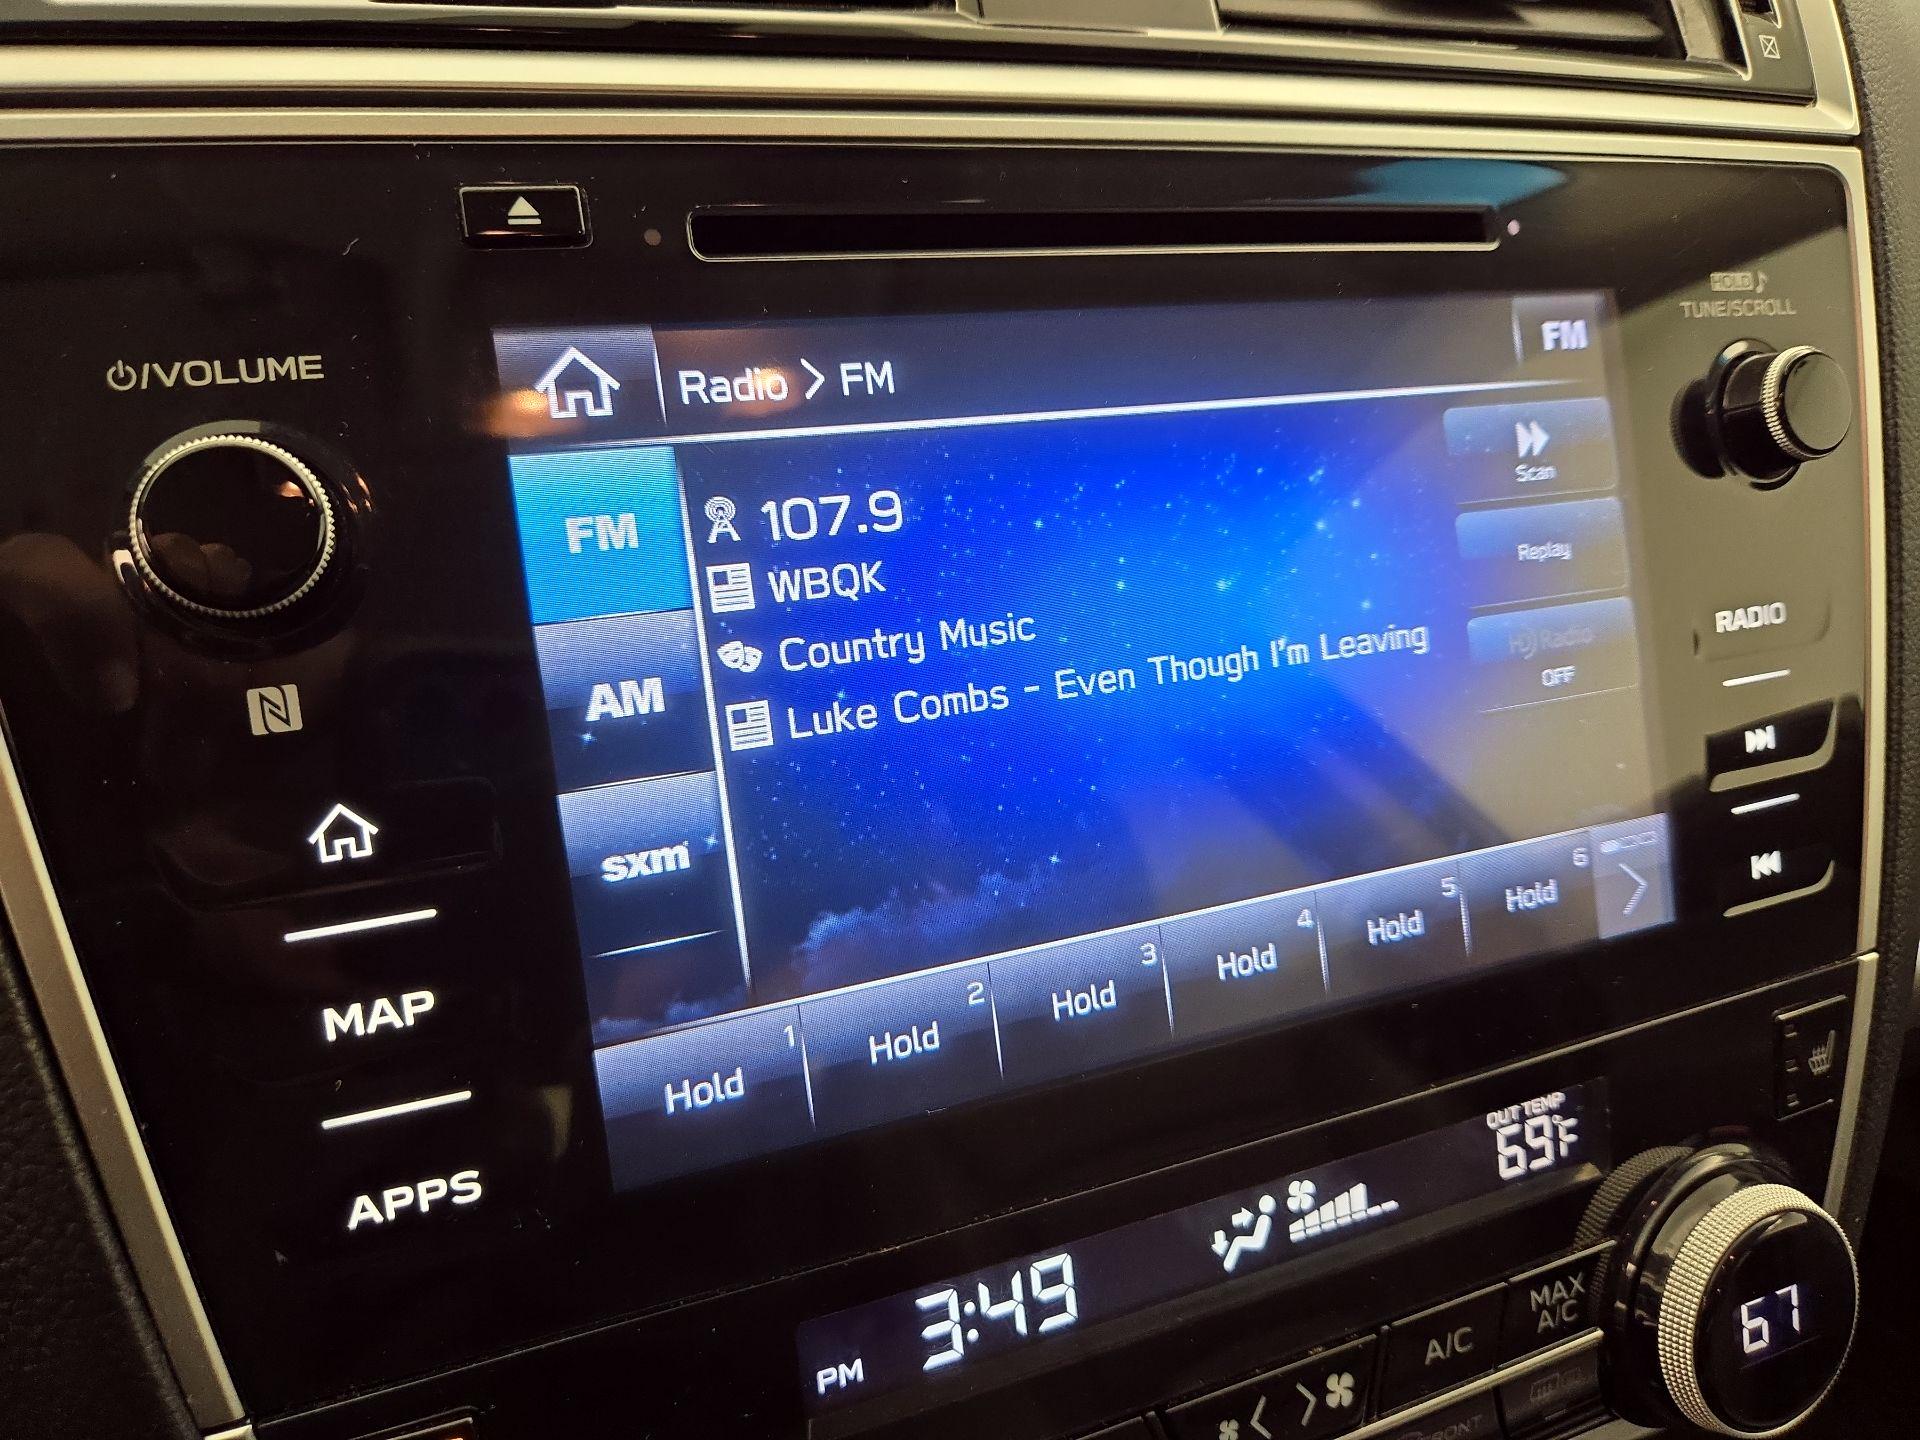 HOLD
TUNE/SCROLL
/VOLUME
Radio > FM
FM
FM
107.9
Scan
WBQK
Replay
Country Music
HD Radio
OFF
RADIO
AM
Luke Combs - Even Though I'm Leaving
sxm
1 Hold
2 Hold
3 Hold
4 Hold
5 Hold
6 Hold
MAP
APPS
OUT TEMP
69°F
PM 3:49
MAX
A/C
A/C
67
FRONT